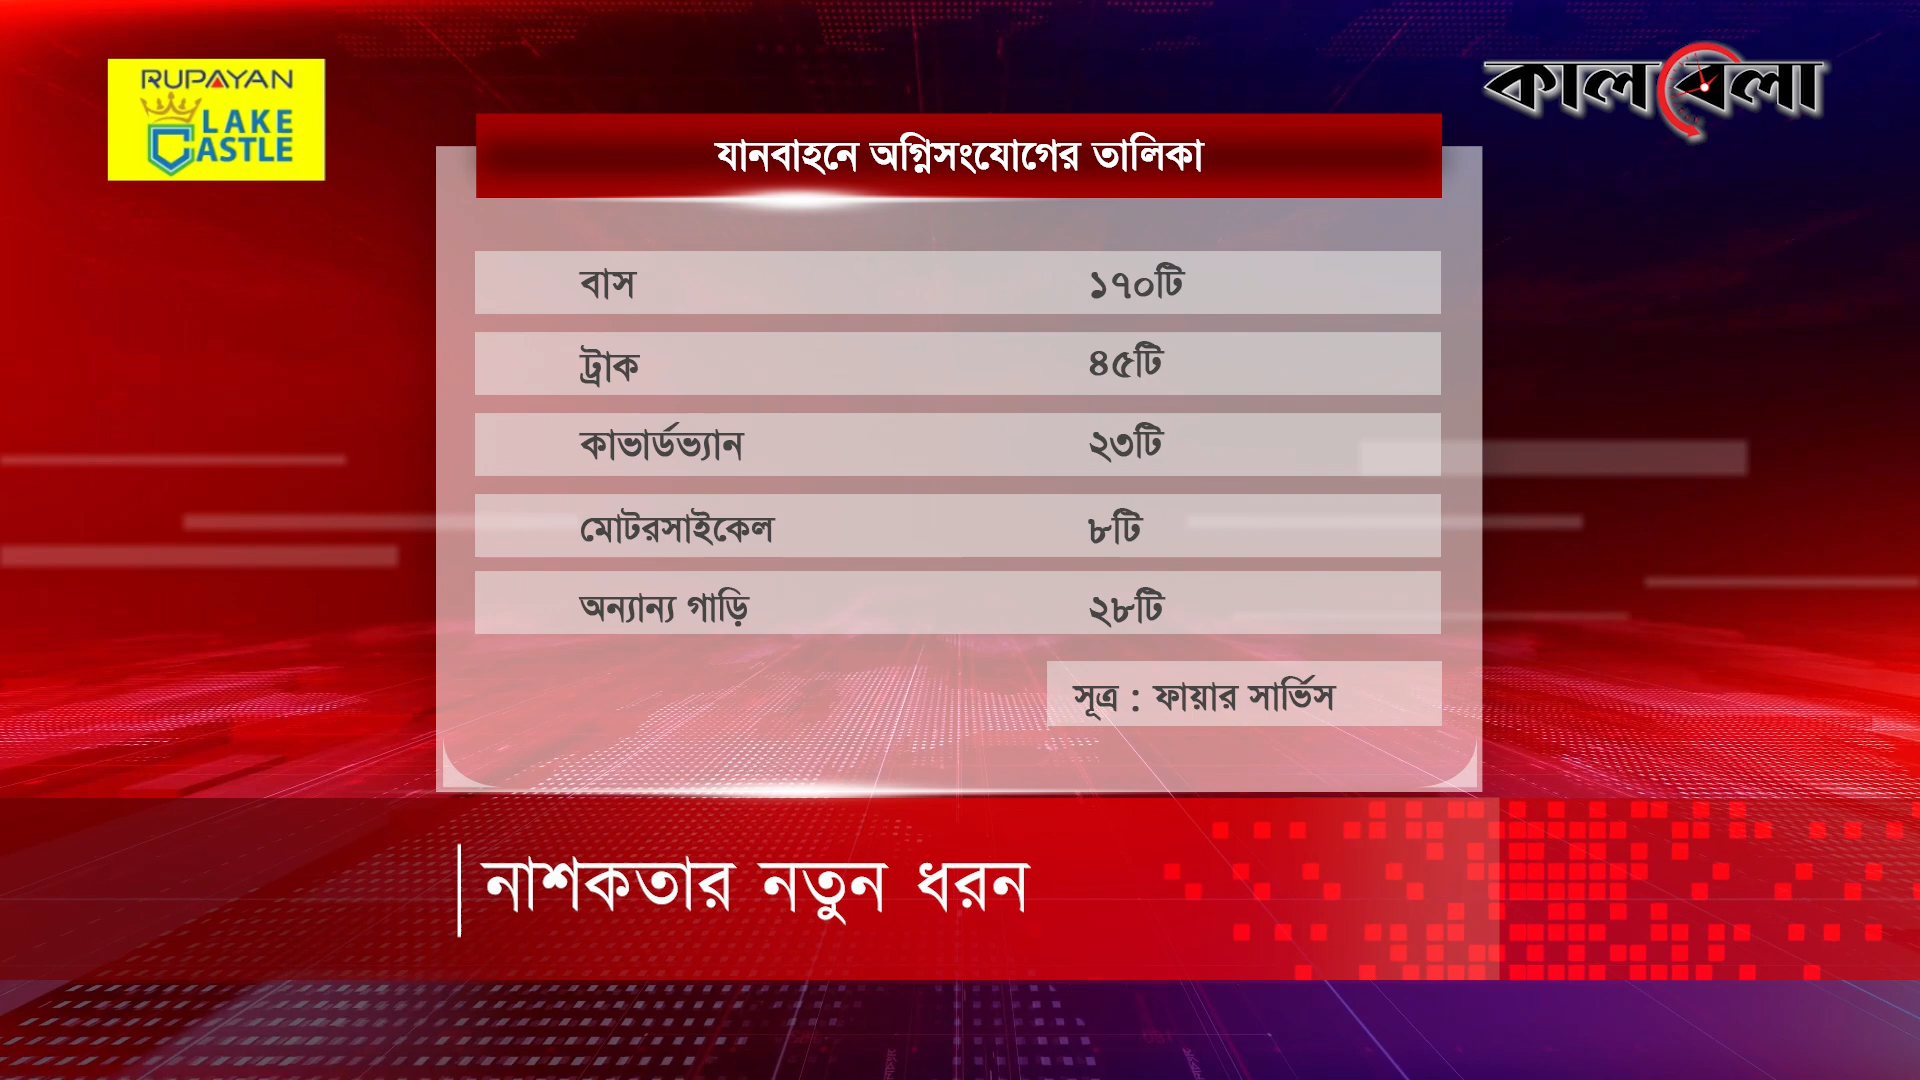 RUPAYAN
LAKE
CASTLE
কালবেলা
যানবাহনে অগ্নিসংযোগের তালিকা
বাস ১৭০টি
ট্রাক ৪৫টি
কাভার্ডভ্যান ২৩টি
মোটরসাইকেল ৮টি
অন্যান্য গাড়ি ২৮টি
সূত্র : ফায়ার সার্ভিস
নাশকতার নতুন ধরন